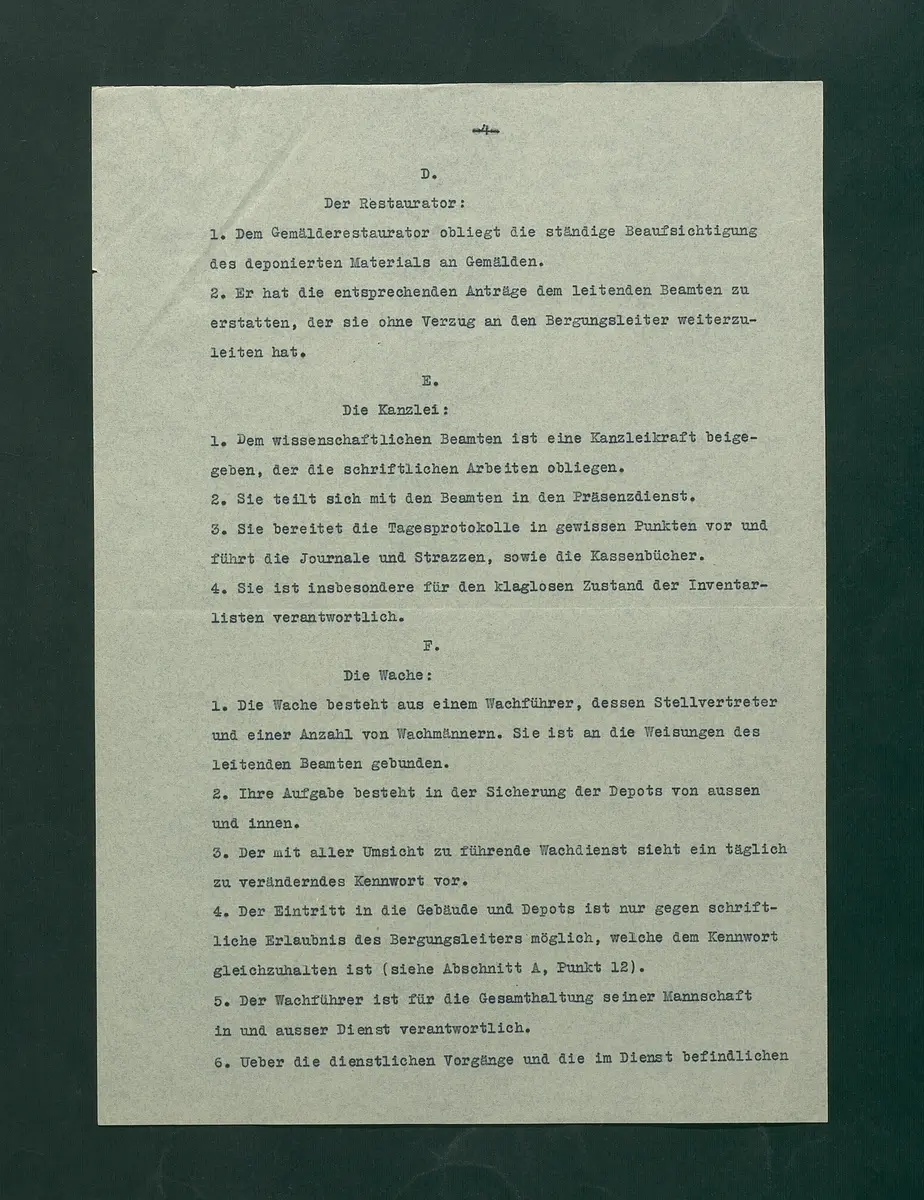 -4-
D.
Der Restaurator:
1. Dem Gemälderestaurator obliegt die ständige Beaufsichtigung
des deponierten Materials an Gemälden.
2. Er hat die entsprechenden Anträge dem leitenden Beamten zu
erstatten, der sie ohne Verzug an den Bergungsleiter weiterzu-
leiten hat.
E.
Die Kanzlei:
1. Dem wissenschaftlichen Beamten ist eine Kanzleikraft beige-
geben, der die schriftlichen Arbeiten obliegen.
2. Sie teilt sich mit den Beamten in den Präsenzdienst.
3. Sie bereitet die Tagesprotokolle in gewissen Punkten vor und
führt die Journale und Strazzen, sowie die Kassenbücher.
4. Sie ist insbesondere für den klaglosen Zustand der Inventar-
listen verantwortlich.
F.
Die Wache:
1. Die Wache besteht aus einem Wachführer, dessen Stellvertreter
und einer Anzahl von Wachmännern. Sie ist an die Weisungen des
leitenden Beamten gebunden.
2. Ihre Aufgabe besteht in der Sicherung der Depots von aussen
und innen.
3. Der mit aller Umsicht zu führende Wachdienst sieht ein täglich
zu veränderndes Kennwort vor.
4. Der Eintritt in die Gebäude und Depots ist nur gegen schrift-
liche Erlaubnis des Bergungsleiters möglich, welche dem Kennwort
gleichzuhalten ist (siehe Abschnitt A, Punkt 12).
5. Der Wachführer ist für die Gesamthaltung seiner Mannschaft
in und ausser Dienst verantwortlich.
6. Ueber die dienstlichen Vorgänge und die im Dienst befindlichen